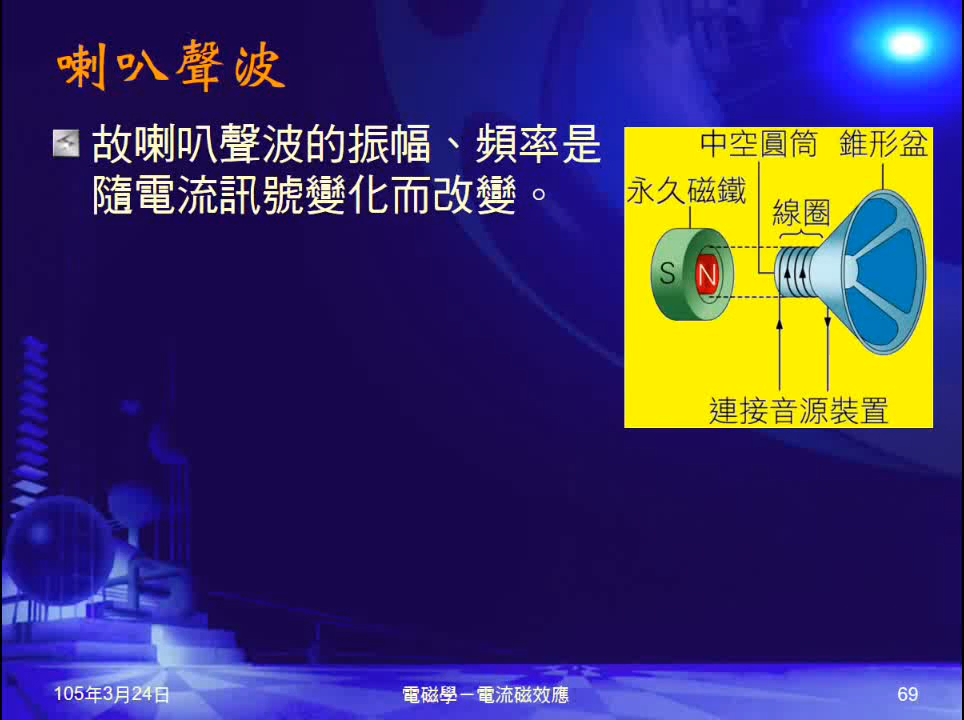 喇叭聲波
故喇叭聲波的振幅、頻率是
隨電流訊號變化而改變。
中空圓筒 錐形盆
永久磁鐵
線圈
S N
連接音源裝置
105年3月24日 電磁學－電流磁效應 69